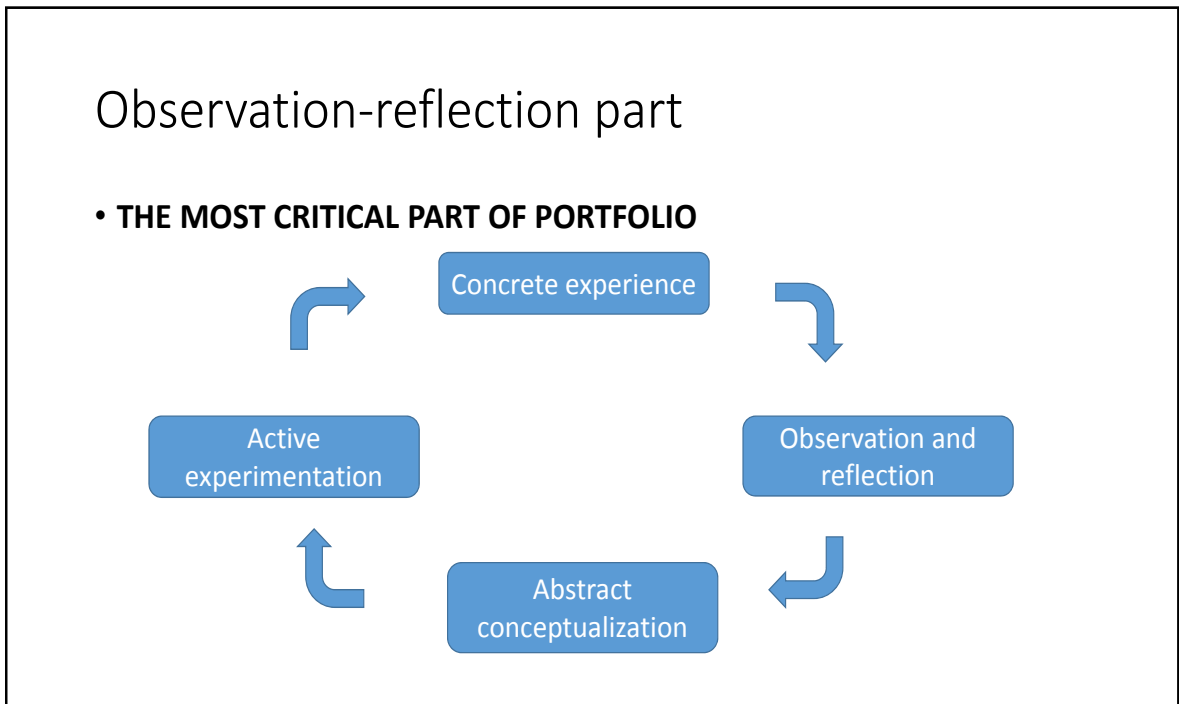 Observation-reflection part
• THE MOST CRITICAL PART OF PORTFOLIO
Concrete experience
Active
experimentation
Observation and
reflection
Abstract
conceptualization